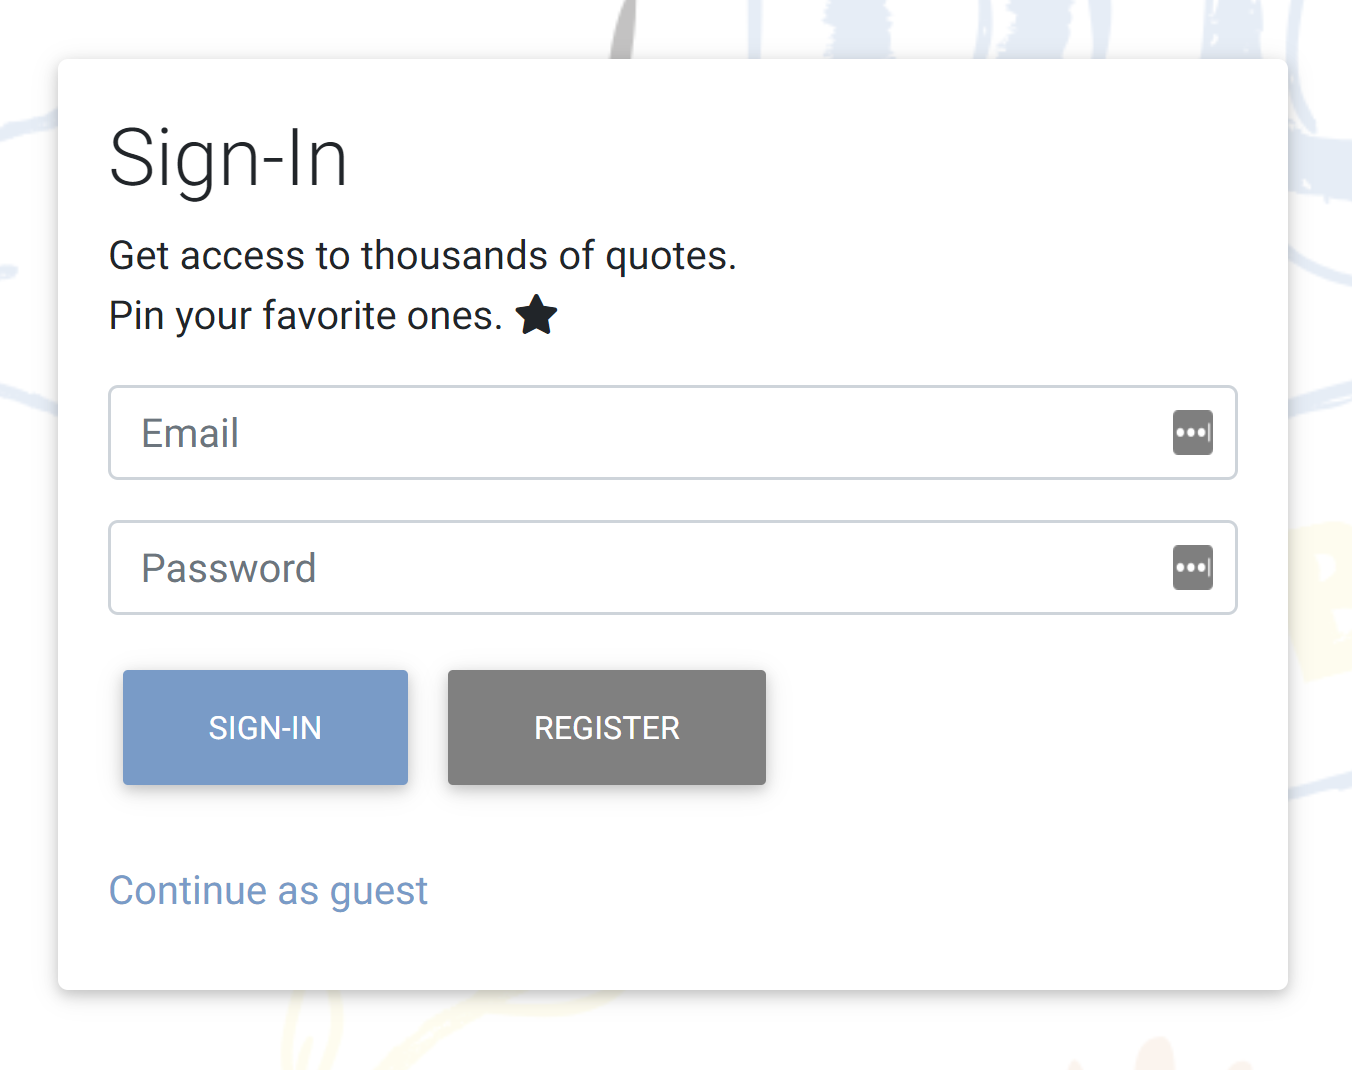 Sign-In
Get access to thousands of quotes.
Pin your favorite ones.
Email
Password
SIGN-IN
REGISTER
Continue as guest